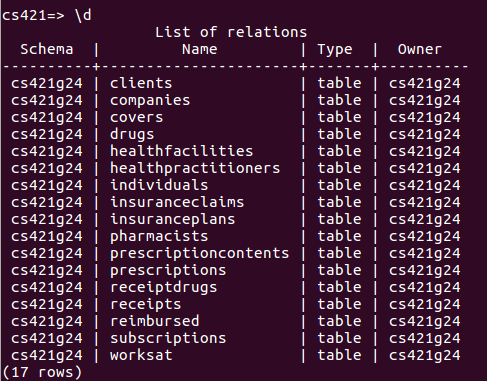 cs421=> \d
                   List of relations
  Schema  |         Name         | Type  |  Owner
----------+----------------------+-------+----------
 cs421g24 | clients              | table | cs421g24
 cs421g24 | companies            | table | cs421g24
 cs421g24 | covers               | table | cs421g24
 cs421g24 | drugs                | table | cs421g24
 cs421g24 | healthfacilities     | table | cs421g24
 cs421g24 | healthpractitioners  | table | cs421g24
 cs421g24 | individuals          | table | cs421g24
 cs421g24 | insuranceclaims      | table | cs421g24
 cs421g24 | insuranceplans       | table | cs421g24
 cs421g24 | pharmacists          | table | cs421g24
 cs421g24 | prescriptioncontents | table | cs421g24
 cs421g24 | prescriptions        | table | cs421g24
 cs421g24 | receiptdrugs         | table | cs421g24
 cs421g24 | receipts             | table | cs421g24
 cs421g24 | reimbursed           | table | cs421g24
 cs421g24 | subscriptions        | table | cs421g24
 cs421g24 | worksat              | table | cs421g24
(17 rows)